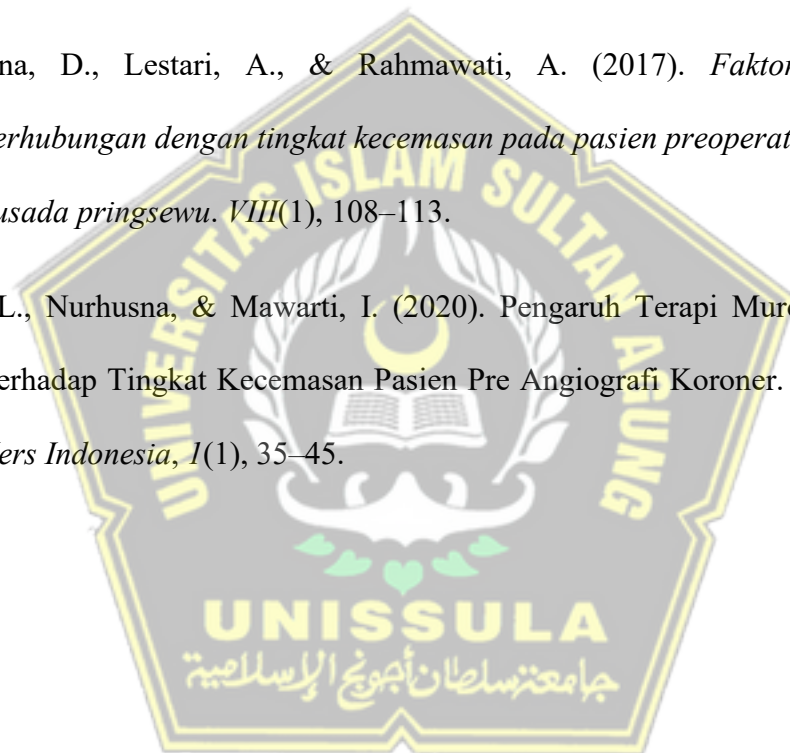 na, D., Lestari, A., & Rahmawati, A. (2017). Faktor
erhubungan dengan tingkat kecemasan pada pasien preoperat
usada pringsewu. VIII(1), 108–113.
L., Nurhusna, & Mawarti, I. (2020). Pengaruh Terapi Muro
erhadap Tingkat Kecemasan Pasien Pre Angiografi Koroner.
ers Indonesia, 1(1), 35–45.
UNIVERSITAS ISLAM SULTAN AGUNG
UNISSULA
جامعة سلطان أجونج الإسلامية